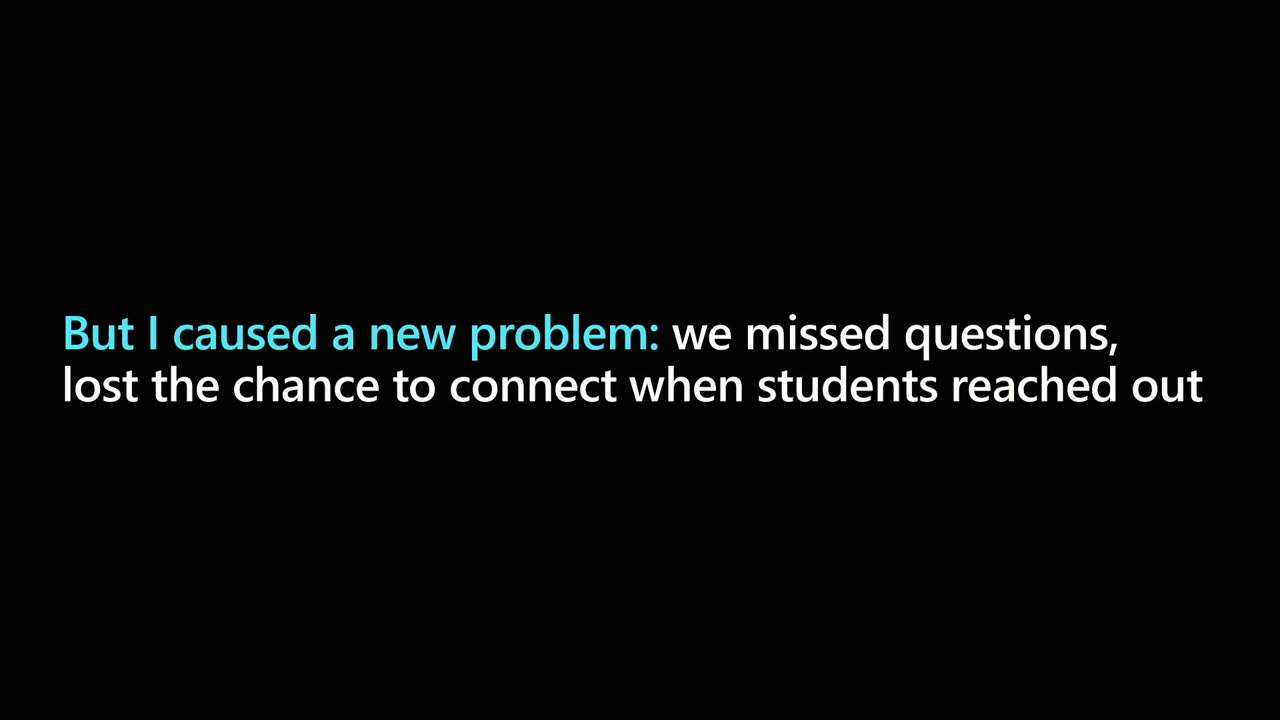 But I caused a new problem: we missed questions,
lost the chance to connect when students reached out